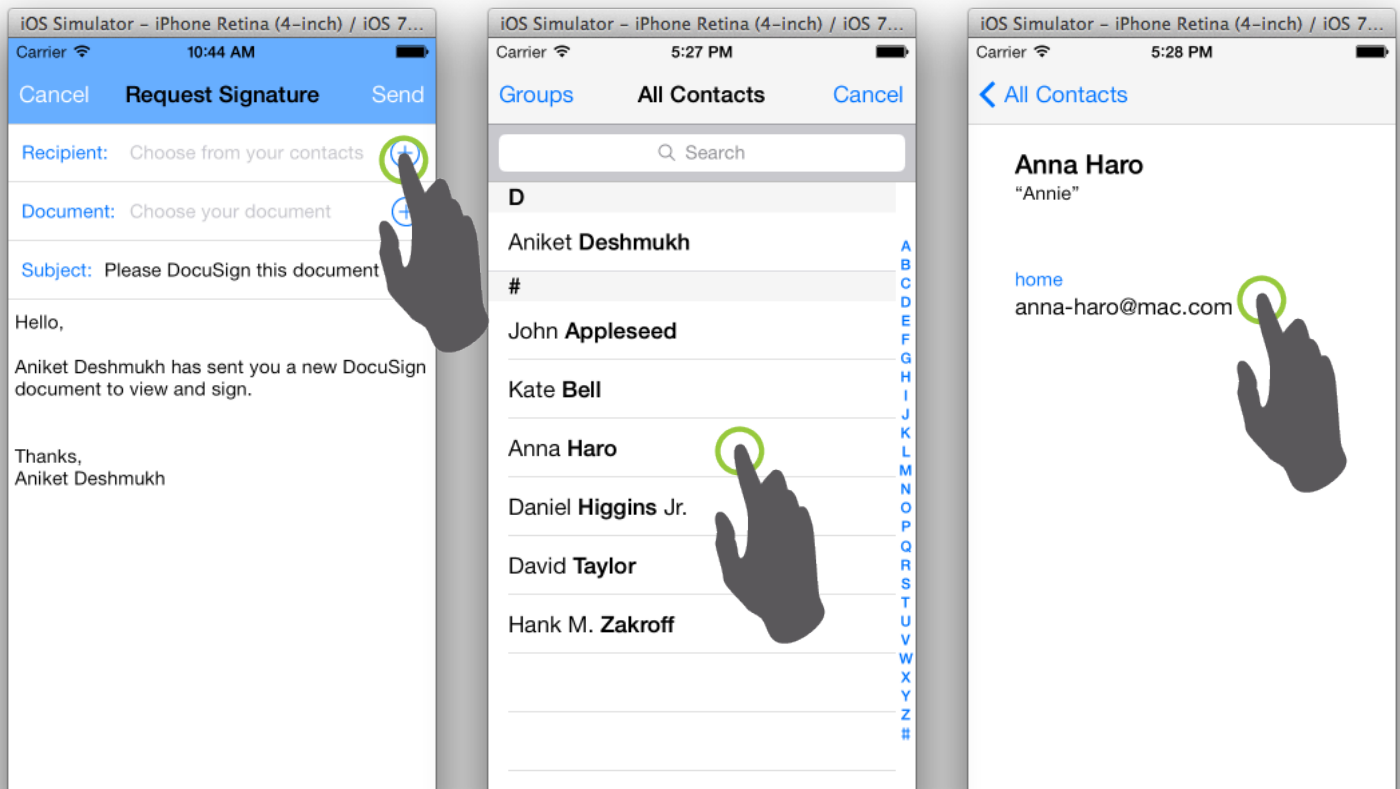 iOS Simulator – iPhone Retina (4-inch) / iOS 7...
Carrier 10:44 AM
Cancel Request Signature Send
Recipient: Choose from your contacts
Document: Choose your document
Subject: Please DocuSign this document
Hello,
Aniket Deshmukh has sent you a new DocuSign
document to view and sign.
Thanks,
Aniket Deshmukh
iOS Simulator – iPhone Retina (4-inch) / iOS 7...
Carrier 5:27 PM
Groups All Contacts Cancel
Search
D
Aniket Deshmukh
#
John Appleseed
Kate Bell
Anna Haro
Daniel Higgins Jr.
David Taylor
Hank M. Zakroff
A
B
C
D
E
F
G
H
I
J
K
L
M
N
O
P
Q
R
S
T
U
V
W
X
Y
Z
#
iOS Simulator – iPhone Retina (4-inch) / iOS 7...
Carrier 5:28 PM
All Contacts
Anna Haro
“Annie”
home
anna-haro@mac.com